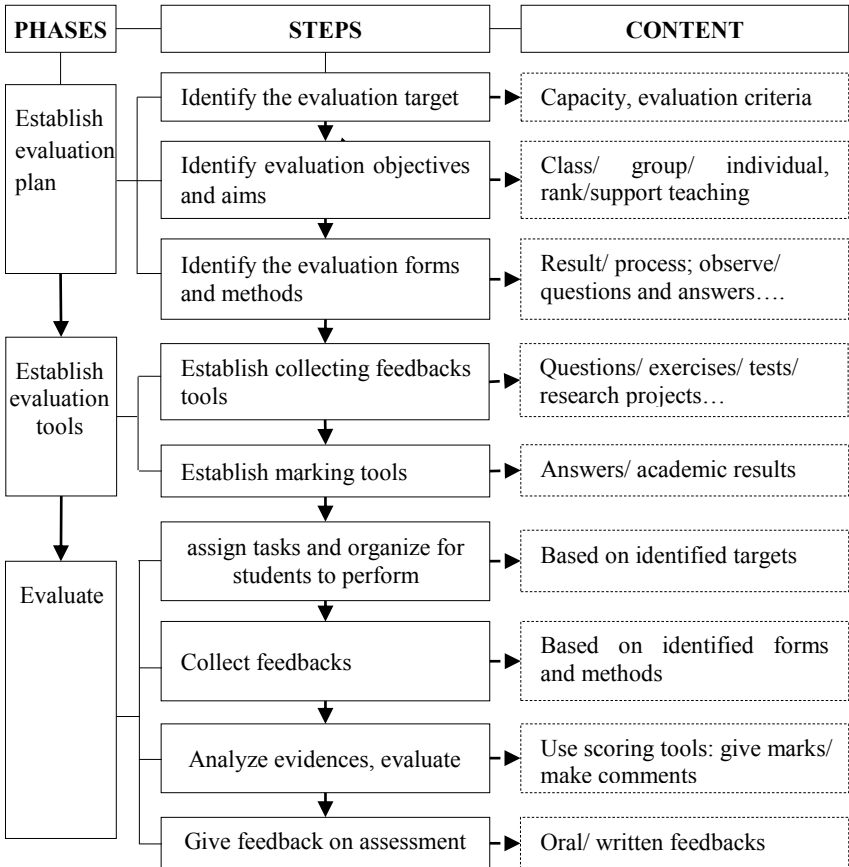 PHASES
STEPS
CONTENT
Establish
evaluation
plan
Identify the evaluation target
Capacity, evaluation criteria
Identify evaluation objectives
and aims
Class/ group/ individual,
rank/support teaching
Identify the evaluation forms
and methods
Result/ process; observe/
questions and answers….
Establish
evaluation
tools
Establish collecting feedbacks
tools
Questions/ exercises/ tests/
research projects…
Establish marking tools
Answers/ academic results
Evaluate
assign tasks and organize for
students to perform
Based on identified targets
Collect feedbacks
Based on identified forms
and methods
Analyze evidences, evaluate
Use scoring tools: give marks/
make comments
Give feedback on assessment
Oral/ written feedbacks